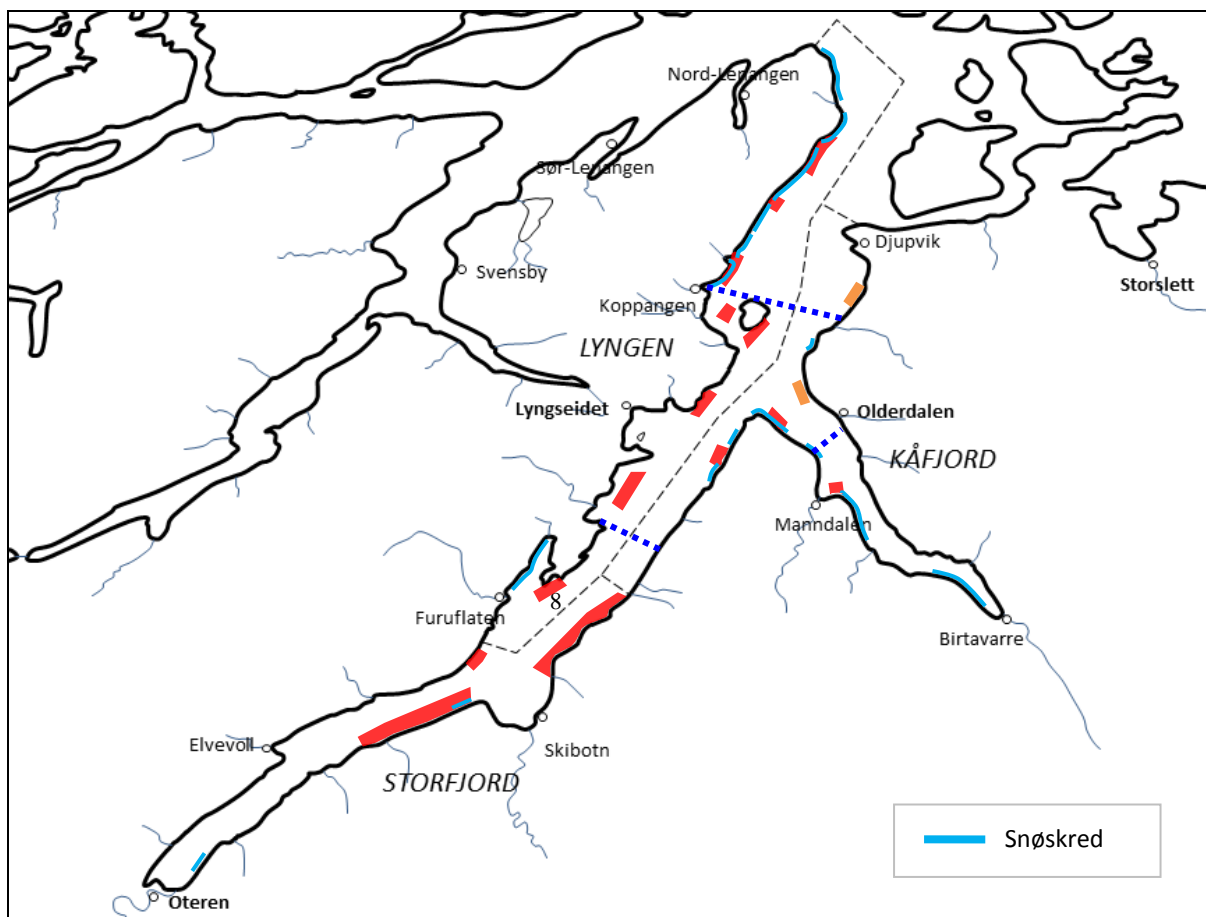 Nord-Lenangen
Sør-Lenangen
Djupvik
Svensby
Storslett
Koppangen
LYNGEN
Lyngseidet
Olderdalen
KÅFJORD
Manndalen
8
Furuflaten
Birtavarre
Elvevoll
Skibotn
STORFJORD
Snøskred
Oteren